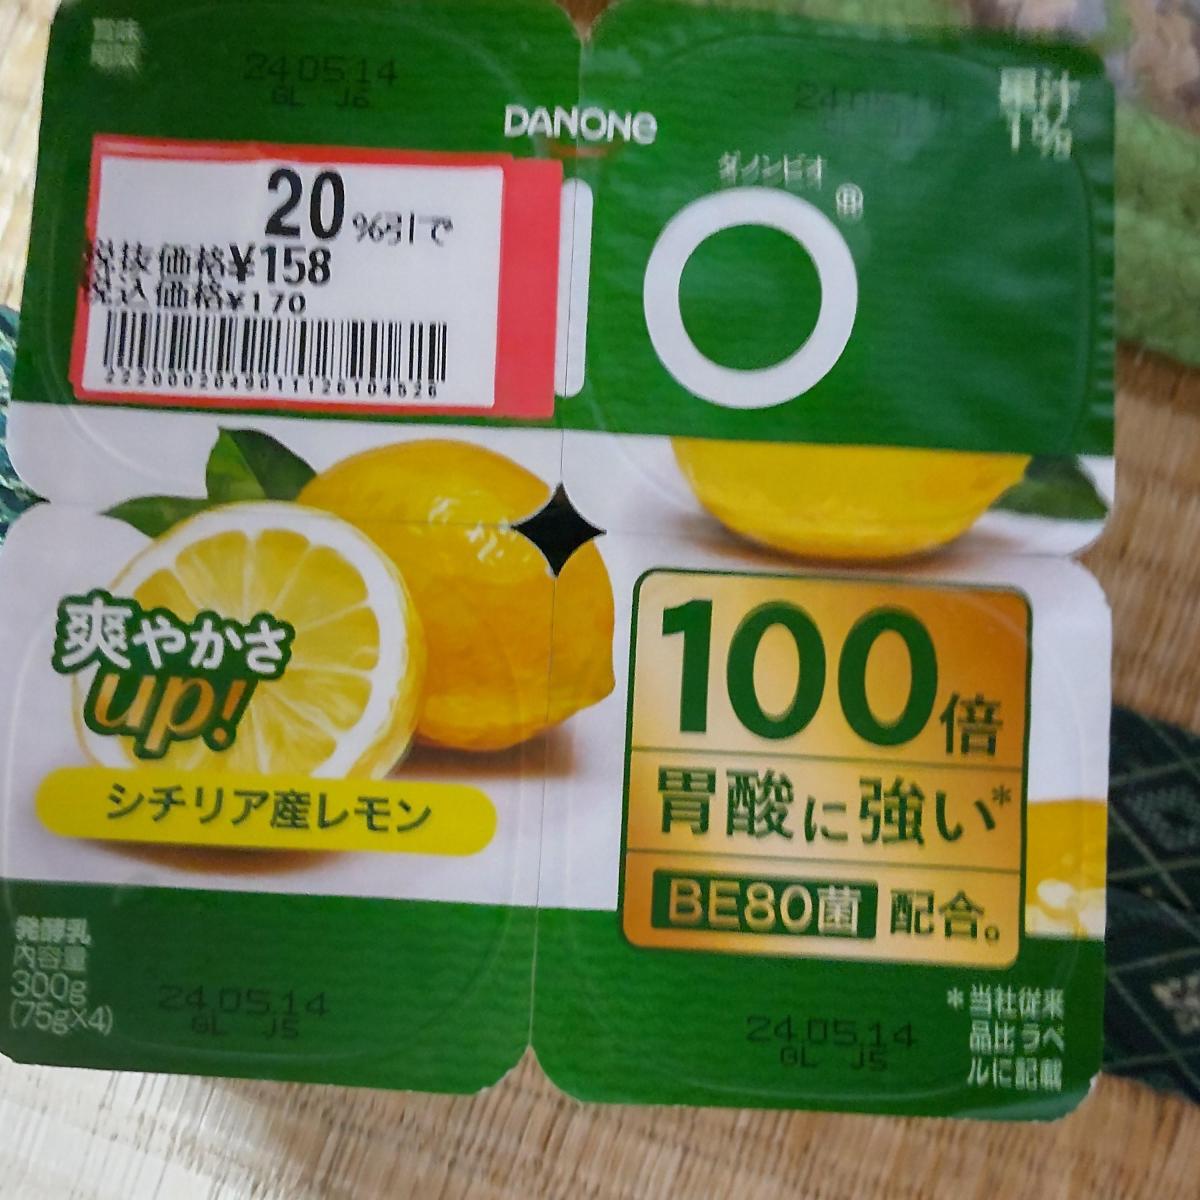 賞味
期限
24.05.14
GL J6
24.05.14
果汁
1%
DANONE
ダノンビオ
O®
20%引で
税抜価格¥158
税込価格¥170
爽やかさ
up!
シチリア産レモン
100倍
胃酸に強い*
BE80菌 配合。
発酵乳
内容量
300g
(75g×4)
24.05.14
GL J5
24.05.14
GL J5
*当社従来
品比ラベ
ルに記載